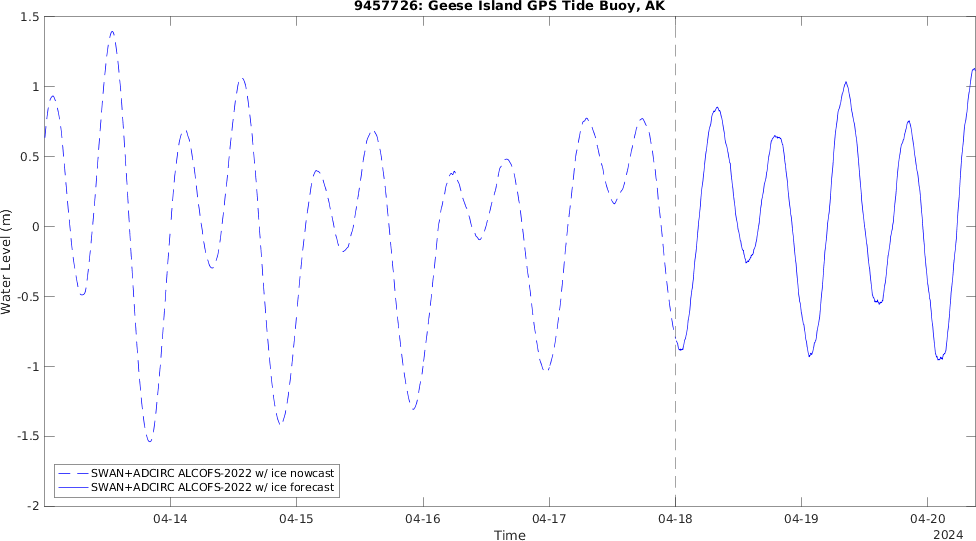 9457726: Geese Island GPS Tide Buoy, AK
Water Level (m)
1.5
1
0.5
0
-0.5
-1
-1.5
-2
SWAN+ADCIRC ALCOFS-2022 w/ ice nowcast
SWAN+ADCIRC ALCOFS-2022 w/ ice forecast
04-14 04-15 04-16 04-17 04-18 04-19 04-20
Time
2024